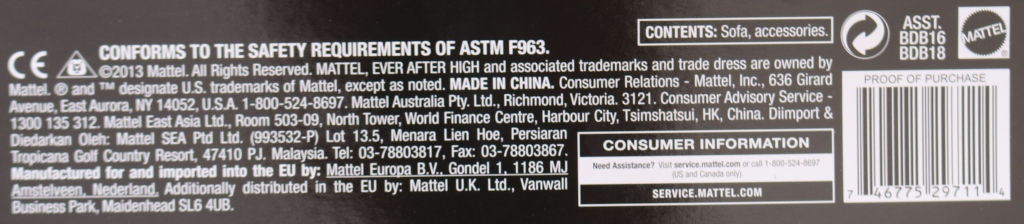 CONTENTS: Sofa, accessories.
ASST.
BDB16
BDB18
MATTEL
CE
CONFORMS TO THE SAFETY REQUIREMENTS OF ASTM F963.
©2013 Mattel. All Rights Reserved. MATTEL, EVER AFTER HIGH and associated trademarks and trade dress are owned by
Mattel. ® and ™ designate U.S. trademarks of Mattel, except as noted. MADE IN CHINA. Consumer Relations - Mattel, Inc., 636 Girard
Avenue, East Aurora, NY 14052, U.S.A. 1-800-524-8697. Mattel Australia Pty. Ltd., Richmond, Victoria. 3121. Consumer Advisory Service -
1300 135 312. Mattel East Asia Ltd., Room 503-09, North Tower, World Finance Centre, Harbour City, Tsimshatsui, HK, China. Diimport &
Diedarkan Oleh: Mattel SEA Ptd Ltd. (993532-P) Lot 13.5, Menara Lien Hoe, Persiaran
Tropicana Golf Country Resort, 47410 PJ. Malaysia. Tel: 03-78803817, Fax: 03-78803867.
Manufactured for and imported into the EU by: Mattel Europa B.V., Gondel 1, 1186 MJ
Amstelveen, Nederland. Additionally distributed in the EU by: Mattel U.K. Ltd., Vanwall
Business Park, Maidenhead SL6 4UB.
CONSUMER INFORMATION
Need Assistance? Visit service.mattel.com or call 1-800-524-8697
(US and Canada only).
SERVICE.MATTEL.COM
PROOF OF PURCHASE
7 46775 29711 4